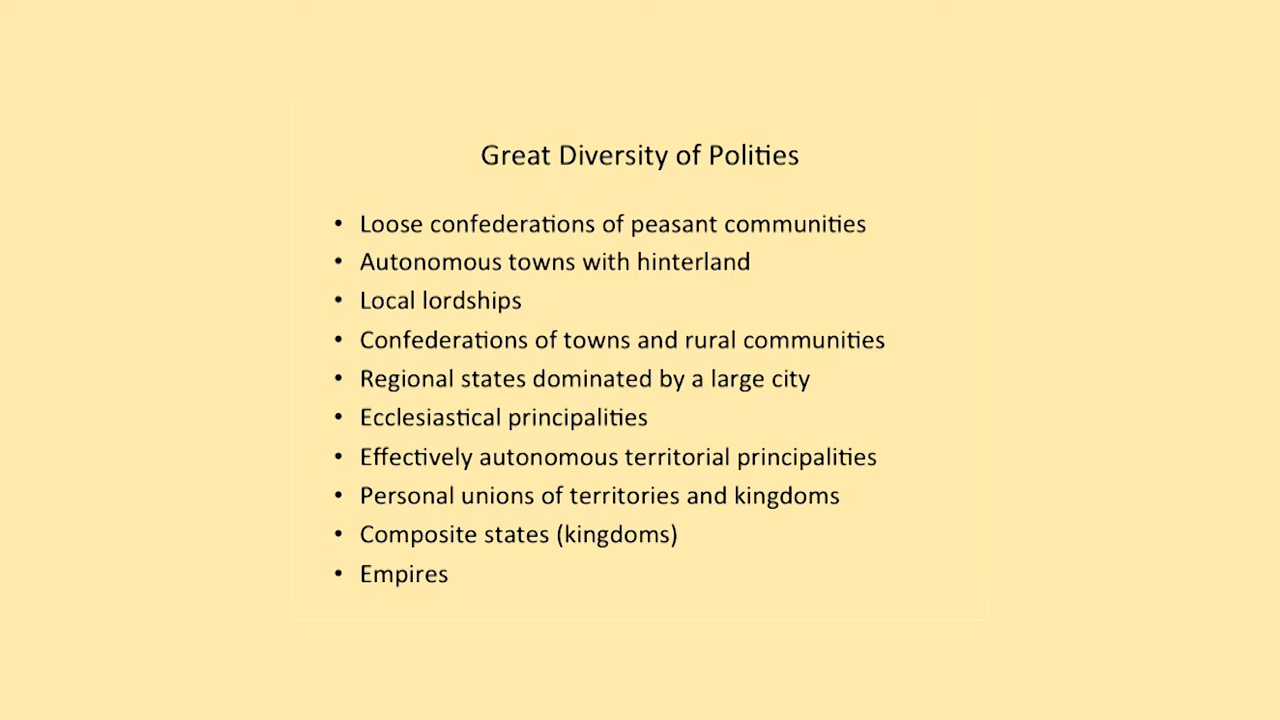 Great Diversity of Polities
• Loose confederations of peasant communities
• Autonomous towns with hinterland
• Local lordships
• Confederations of towns and rural communities
• Regional states dominated by a large city
• Ecclesiastical principalities
• Effectively autonomous territorial principalities
• Personal unions of territories and kingdoms
• Composite states (kingdoms)
• Empires